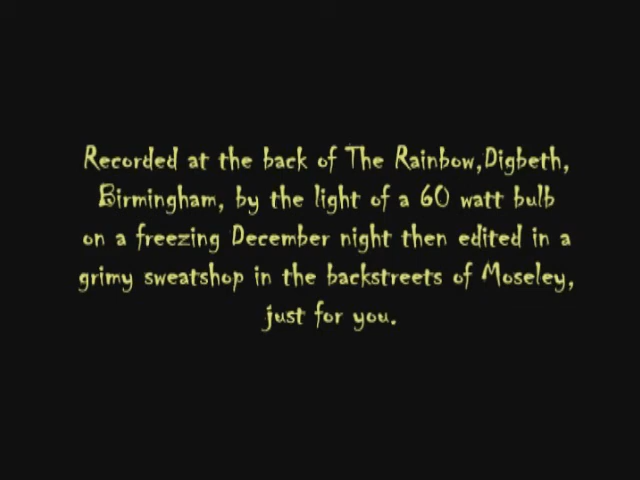 Recorded at the back of The Rainbow,Digbeth,
Birmingham, by the light of a 60 watt bulb
on a freezing December night then edited in a
grimy sweatshop in the backstreets of Moseley,
just for you.